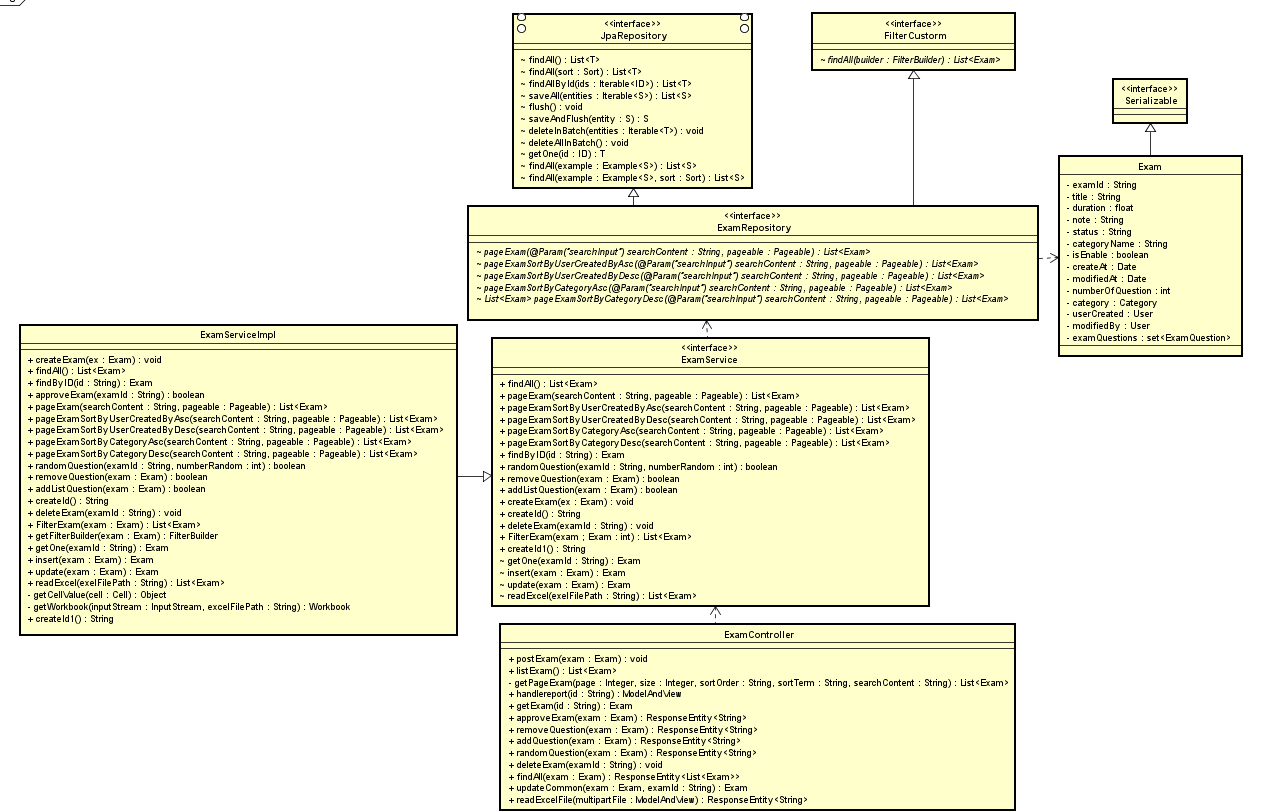 <<interface>>
JpaRepository
~ findAll() : List<T>
~ findAll(sort : Sort) : List<T>
~ findAllById(ids : Iterable<ID>) : List<T>
~ saveAll(entities : Iterable<S>) : List<S>
~ flush() : void
~ saveAndFlush(entity : S) : S
~ deleteInBatch(entities : Iterable<T>) : void
~ deleteAllInBatch() : void
~ getOne(id : ID) : T
~ findAll(example : Example<S>) : List<S>
~ findAll(example : Example<S>, sort : Sort) : List<S>
<<interface>>
FilterCustorm
~ findAll(builder : FilterBuilder) : List<Exam>
<<interface>>
Serializable
Exam
- examId : String
- title : String
- duration : float
- note : String
- status : String
- categoryName : String
- isEnable : boolean
- createAt : Date
- modifiedAt : Date
- numberOfQuestion : int
- category : Category
- userCreated : User
- modifiedBy : User
- examQuestions : set<ExamQuestion>
<<interface>>
ExamRepository
~ pageExam(@Param("searchInput") searchContent : String, pageable : Pageable) : List<Exam>
~ pageExamSortByUserCreatedByAsc(@Param("searchInput") searchContent : String, pageable : Pageable) : List<Exam>
~ pageExamSortByUserCreatedByDesc(@Param("searchInput") searchContent : String, pageable : Pageable) : List<Exam>
~ pageExamSortByCategoryAsc(@Param("searchInput") searchContent : String, pageable : Pageable) : List<Exam>
~ List<Exam> pageExamSortByCategoryDesc(@Param("searchInput") searchContent : String, pageable : Pageable) : List<Exam>
ExamServiceImpl
+ createExam(ex : Exam) : void
+ findAll() : List<Exam>
+ findByID(id : String) : Exam
+ approveExam(examId : String) : boolean
+ pageExam(searchContent : String, pageable : Pageable) : List<Exam>
+ pageExamSortByUserCreatedByAsc(searchContent : String, pageable : Pageable) : List<Exam>
+ pageExamSortByUserCreatedByDesc(searchContent : String, pageable : Pageable) : List<Exam>
+ pageExamSortByCategoryAsc(searchContent : String, pageable : Pageable) : List<Exam>
+ pageExamSortByCategoryDesc(searchContent : String, pageable : Pageable) : List<Exam>
+ randomQuestion(examId : String, numberRandom : int) : boolean
+ removeQuestion(exam : Exam) : boolean
+ addListQuestion(exam : Exam) : boolean
+ createId() : String
+ deleteExam(examId : String) : void
+ FilterExam(exam : Exam) : List<Exam>
+ getFilterBuilder(exam : Exam) : FilterBuilder
+ getOne(examId : String) : Exam
+ insert(exam : Exam) : Exam
+ update(exam : Exam) : Exam
+ readExcel(exelFilePath : String) : List<Exam>
- getCellValue(cell : Cell) : Object
- getWorkbook(inputStream : InputStream, excelFilePath : String) : Workbook
+ createId1() : String
<<interface>>
ExamService
+ findAll() : List<Exam>
+ pageExam(searchContent : String, pageable : Pageable) : List<Exam>
+ pageExamSortByUserCreatedByAsc(searchContent : String, pageable : Pageable) : List<Exam>
+ pageExamSortByUserCreatedByDesc(searchContent : String, pageable : Pageable) : List<Exam>
+ pageExamSortByCategoryAsc(searchContent : String, pageable : Pageable) : List<Exam>
+ pageExamSortByCategoryDesc(searchContent : String, pageable : Pageable) : List<Exam>
+ findByID(id : String) : Exam
+ randomQuestion(examId : String, numberRandom : int) : boolean
+ removeQuestion(exam : Exam) : boolean
+ addListQuestion(exam : Exam) : boolean
+ createExam(ex : Exam) : void
+ createId() : String
+ deleteExam(examId : String) : void
+ FilterExam(exam ; Exam : int) : List<Exam>
+ createId1() : String
~ getOne(examId : String) : Exam
~ insert(exam : Exam) : Exam
~ update(exam : Exam) : Exam
~ readExcel(exelFilePath : String) : List<Exam>
ExamController
+ postExam(exam : Exam) : void
+ listExam() : List<Exam>
- getPageExam(page : Integer, size : Integer, sortOrder : String, sortTerm : String, searchContent : String) : List<Exam>
+ handlereport(id : String) : ModelAndView
+ getExam(id : String) : Exam
+ approveExam(exam : Exam) : ResponseEntity<String>
+ removeQuestion(exam : Exam) : ResponseEntity<String>
+ addQuestion(exam : Exam) : ResponseEntity<String>
+ randomQuestion(exam : Exam) : ResponseEntity<String>
+ deleteExam(examId : String) : void
+ findAll(exam : Exam) : ResponseEntity<List<Exam>>
+ updateCommon(exam : Exam, examId : String) : Exam
+ readExcelFile(multipartFile : ModelAndView) : ResponseEntity<String>